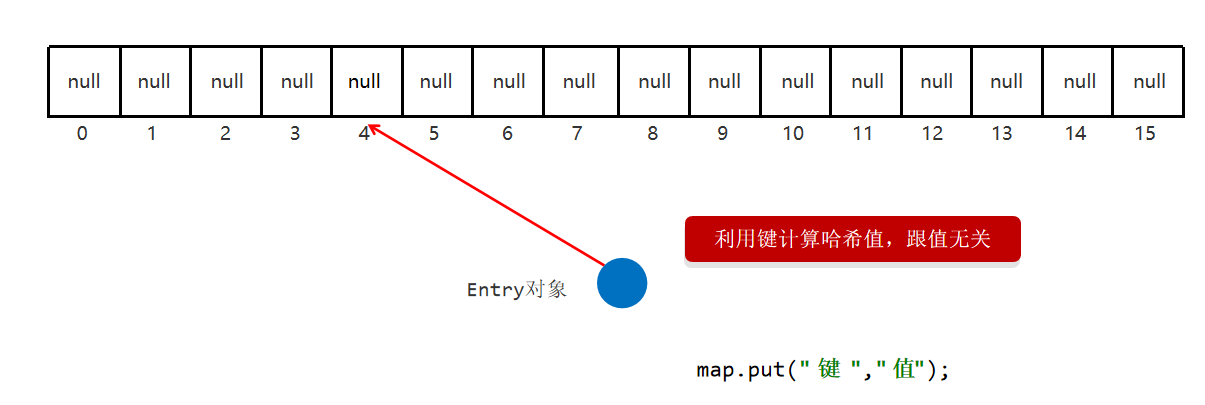 null null null null null null null null null null null null null null null null
0 1 2 3 4 5 6 7 8 9 10 11 12 13 14 15
利用键计算哈希值，跟值无关
Entry对象
map.put(" 键 "," 值");